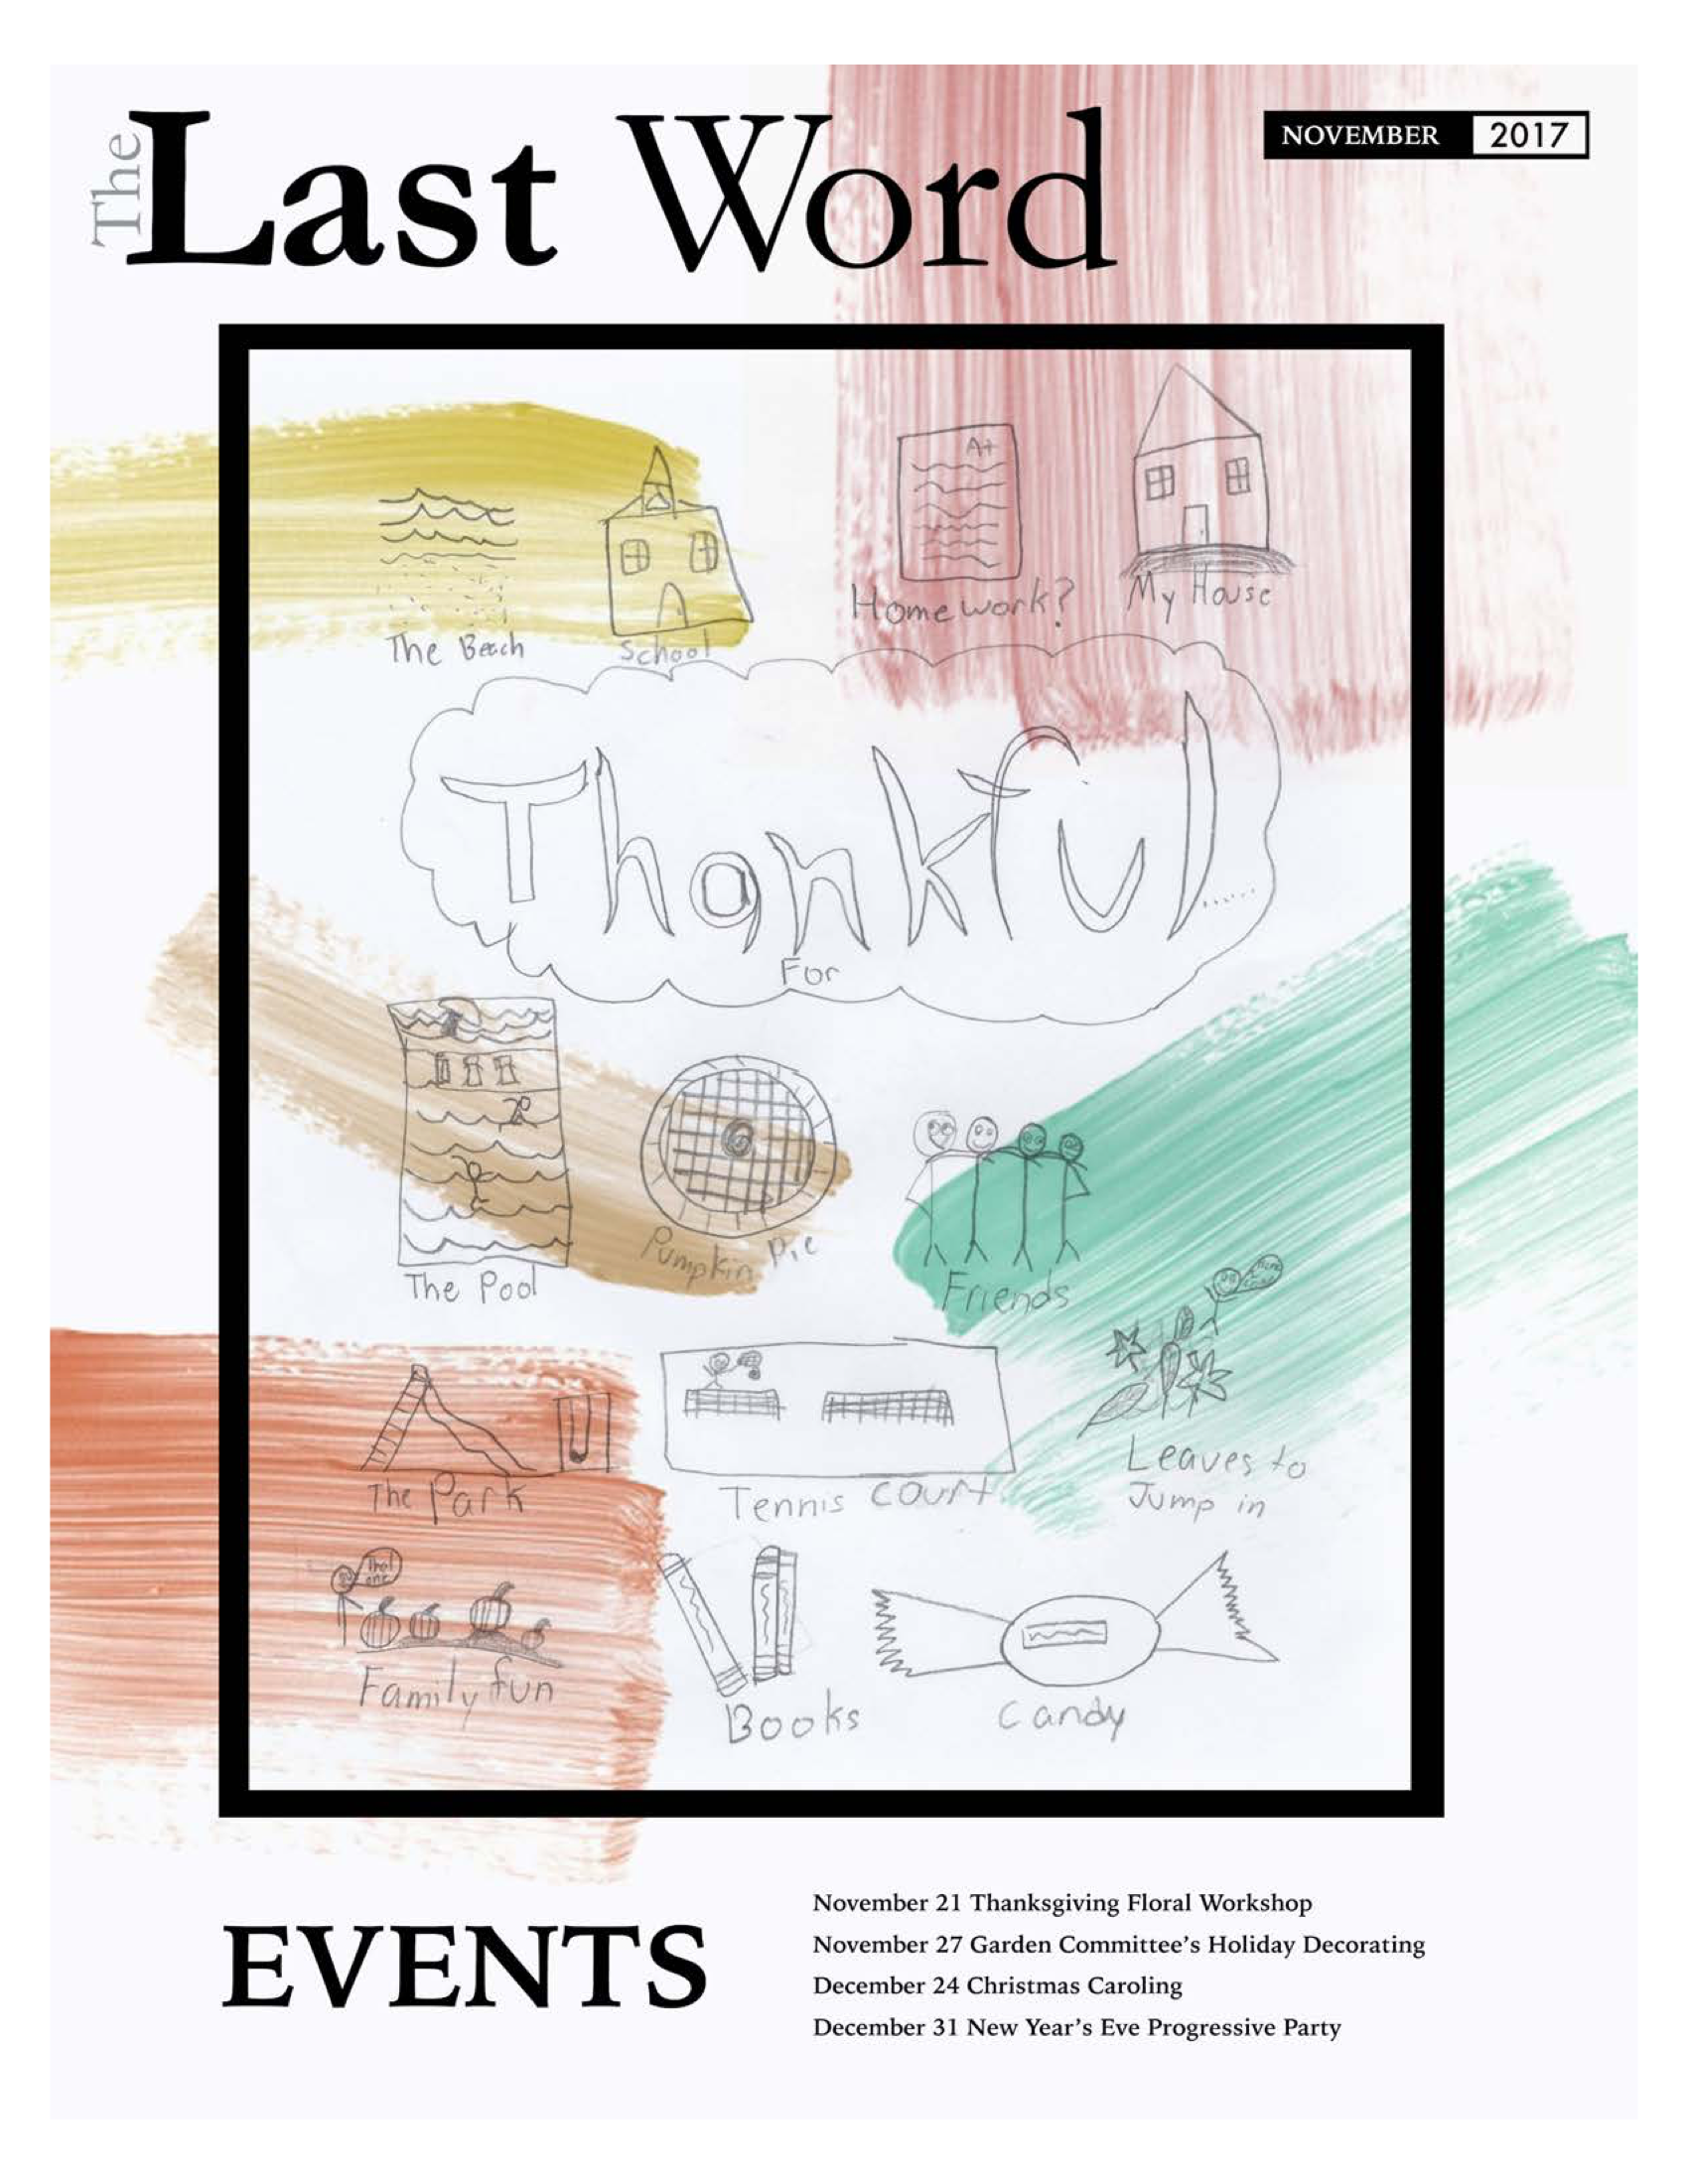 The Last Word
NOVEMBER 2017
A+
The Beach
School
Homework?
My House
Thankful......
For
The Pool
Pumpkin Pie
Friends
The Park
Tennis court
Leaves to
Jump in
That
one
Family fun
Books
Candy
EVENTS
November 21 Thanksgiving Floral Workshop
November 27 Garden Committee's Holiday Decorating
December 24 Christmas Caroling
December 31 New Year's Eve Progressive Party